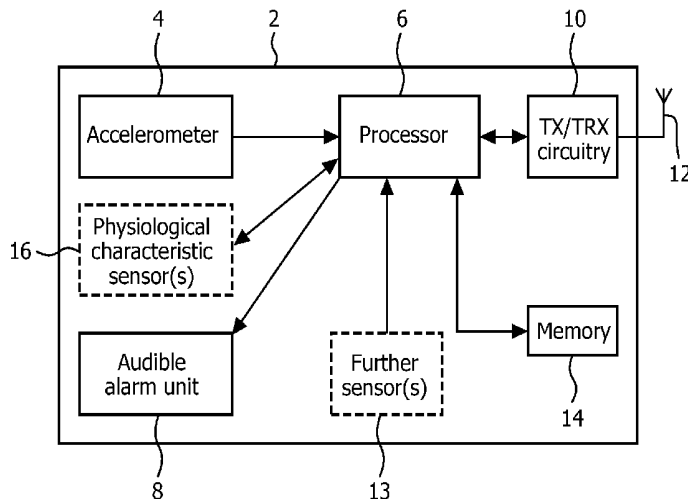 4
2
6
10
Accelerometer
Processor
TX/TRX
circuitry
12
Physiological
characteristic
sensor(s)
16
Audible
alarm unit
Further
sensor(s)
Memory
8
13
14